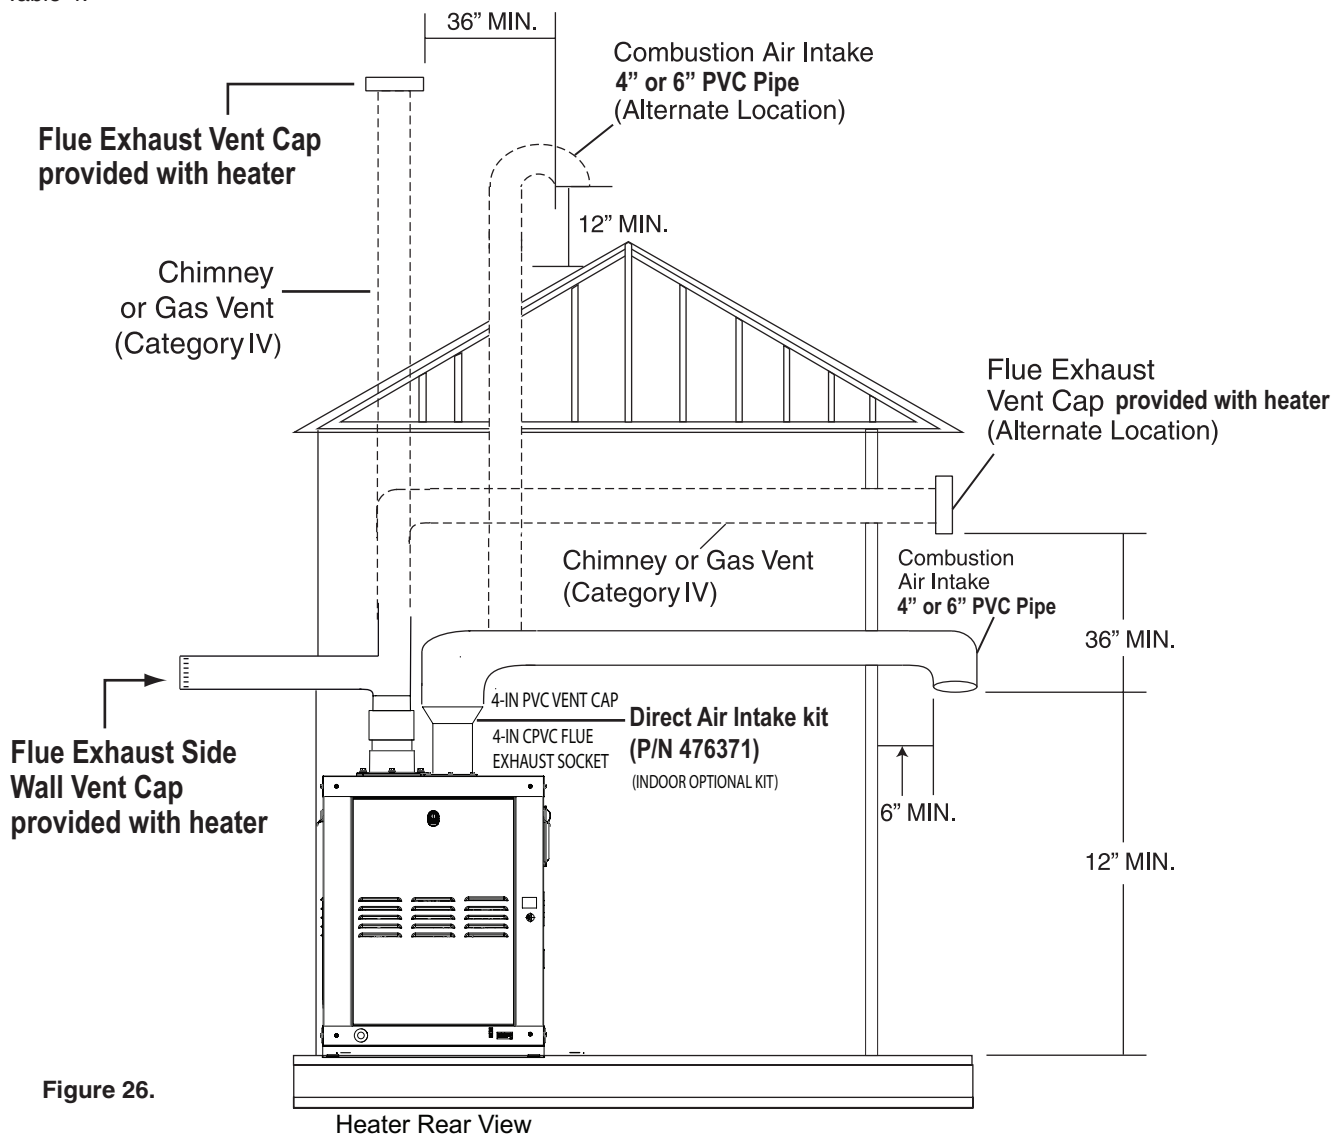 36” MIN.
Combustion Air Intake
4” or 6” PVC Pipe
(Alternate Location)
Flue Exhaust Vent Cap
provided with heater
12” MIN.
Chimney
or Gas Vent
(Category IV)
Flue Exhaust
Vent Cap provided with heater
(Alternate Location)
Chimney or Gas Vent
(Category IV)
Combustion
Air Intake
4” or 6” PVC Pipe
36” MIN.
4-IN PVC VENT CAP
4-IN CPVC FLUE
EXHAUST SOCKET
Direct Air Intake kit
(P/N 476371)
(INDOOR OPTIONAL KIT)
Flue Exhaust Side
Wall Vent Cap
provided with heater
6” MIN.
12” MIN.
Figure 26.
Heater Rear View